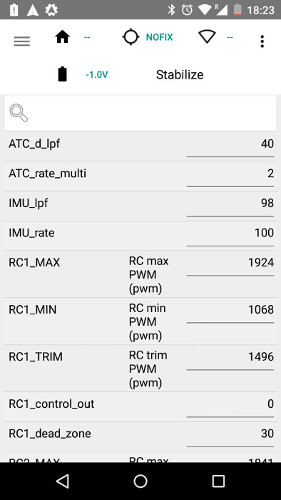 18:23
--
NOFIX
--
-1.0V
Stabilize
ATC_d_lpf 40
ATC_rate_multi 2
IMU_lpf 98
IMU_rate 100
RC1_MAX RC max 1924
PWM
(pwm)
RC1_MIN RC min 1068
PWM
(pwm)
RC1_TRIM RC trim 1496
PWM
(pwm)
RC1_control_out 0
RC1_dead_zone 30
RC2_MAX RC max 1841